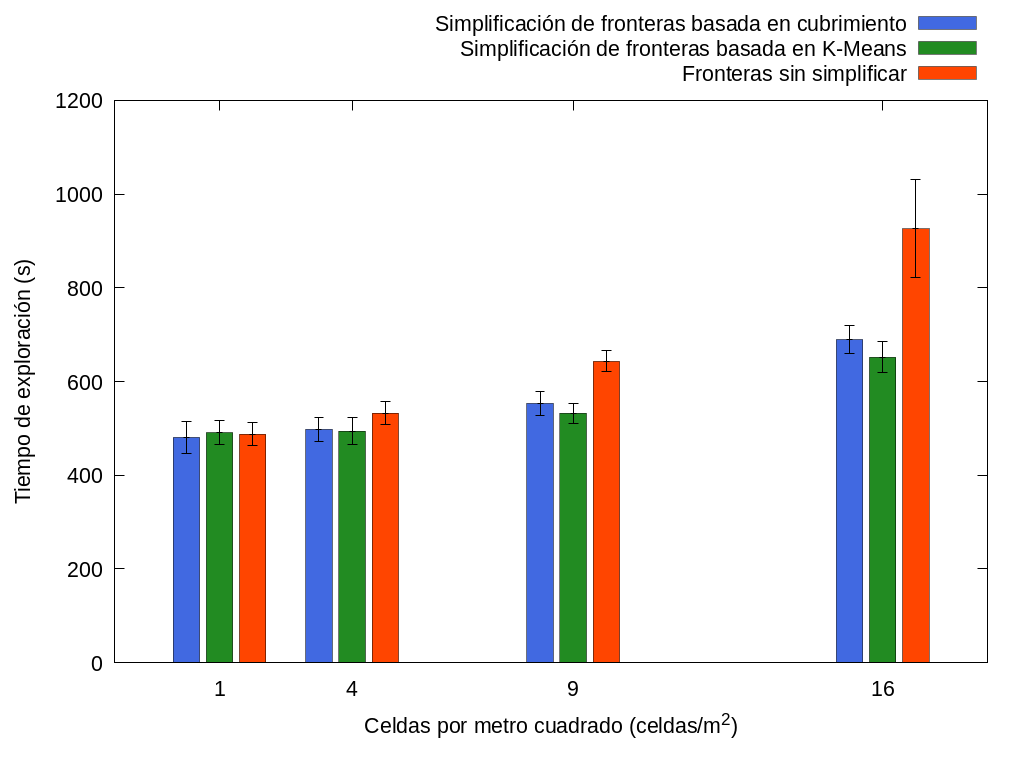 Simplificación de fronteras basada en cubrimiento
Simplificación de fronteras basada en K-Means
Fronteras sin simplificar
1200
1000
800
600
400
200
0
Tiempo de exploración (s)
1 4 9 16
Celdas por metro cuadrado (celdas/m²)